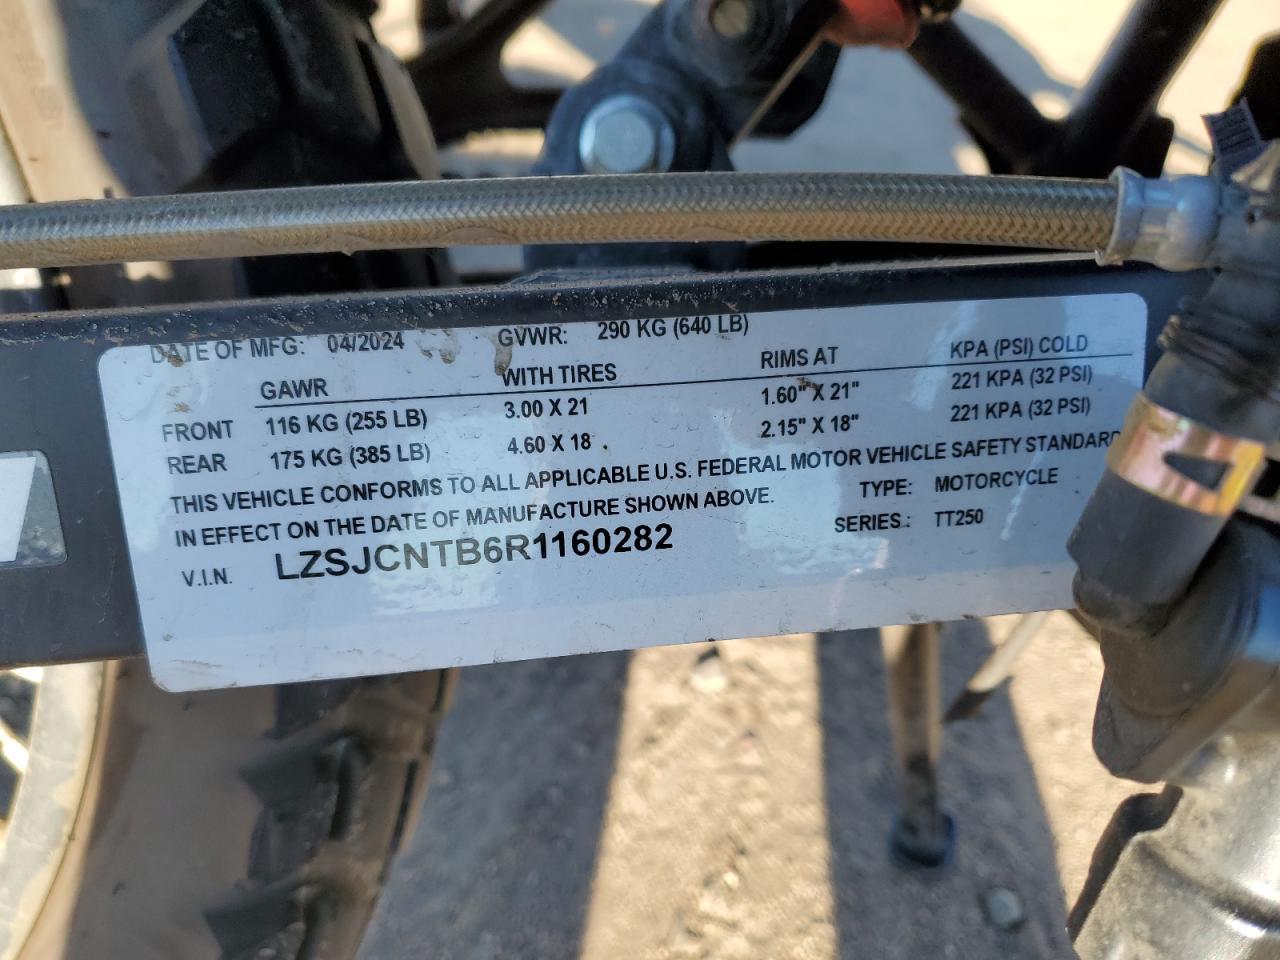 DATE OF MFG: 04/2024 GVWR: 290 KG (640 LB)
GAWR WITH TIRES RIMS AT KPA (PSI) COLD
FRONT 116 KG (255 LB) 3.00 X 21 1.60" X 21" 221 KPA (32 PSI)
REAR 175 KG (385 LB) 4.60 X 18 2.15" X 18" 221 KPA (32 PSI)
THIS VEHICLE CONFORMS TO ALL APPLICABLE U.S. FEDERAL MOTOR VEHICLE SAFETY STANDARD
IN EFFECT ON THE DATE OF MANUFACTURE SHOWN ABOVE. TYPE: MOTORCYCLE
V.I.N. LZSJCNTB6R1160282 SERIES: TT250